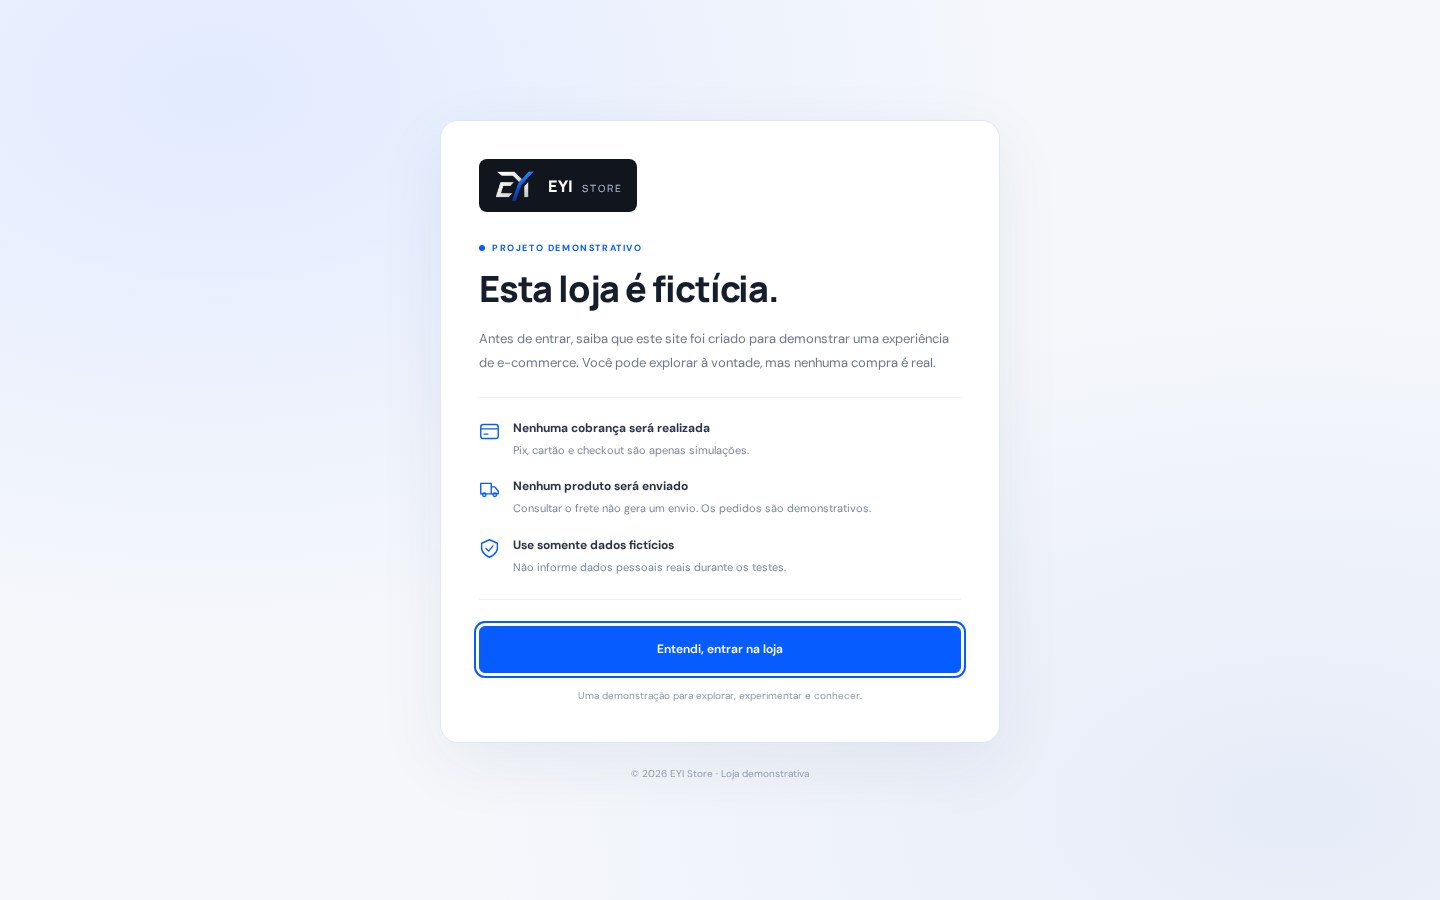 EYI STORE
PROJETO DEMONSTRATIVO
Esta loja é fictícia.
Antes de entrar, saiba que este site foi criado para demonstrar uma experiência
de e-commerce. Você pode explorar à vontade, mas nenhuma compra é real.
Nenhuma cobrança será realizada
Pix, cartão e checkout são apenas simulações.
Nenhum produto será enviado
Consultar o frete não gera um envio. Os pedidos são demonstrativos.
Use somente dados fictícios
Não informe dados pessoais reais durante os testes.
Entendi, entrar na loja
Uma demonstração para explorar, experimentar e conhecer.
© 2026 EYI Store · Loja demonstrativa